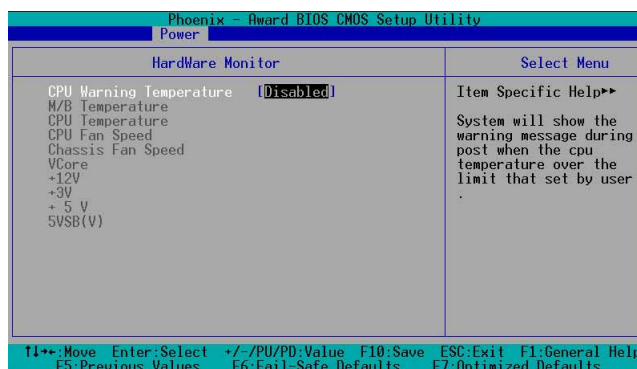 Phoenix - Award BIOS CMOS Setup Utility
Power
HardWare Monitor
Select Menu
CPU Warning Temperature [Disabled]
M/B Temperature
CPU Temperature
CPU Fan Speed
Chassis Fan Speed
VCore
+12V
+3V
+ 5 V
5VSB(V)
Item Specific Help▸▸
System will show the
warning message during
post when the cpu
temperature over the
limit that set by user
.
↑↓→←:Move Enter:Select +/-/PU/PD:Value F10:Save ESC:Exit F1:General Help
F5:Previous Values F6:Fail-Safe Defaults F7:Optimized Defaults